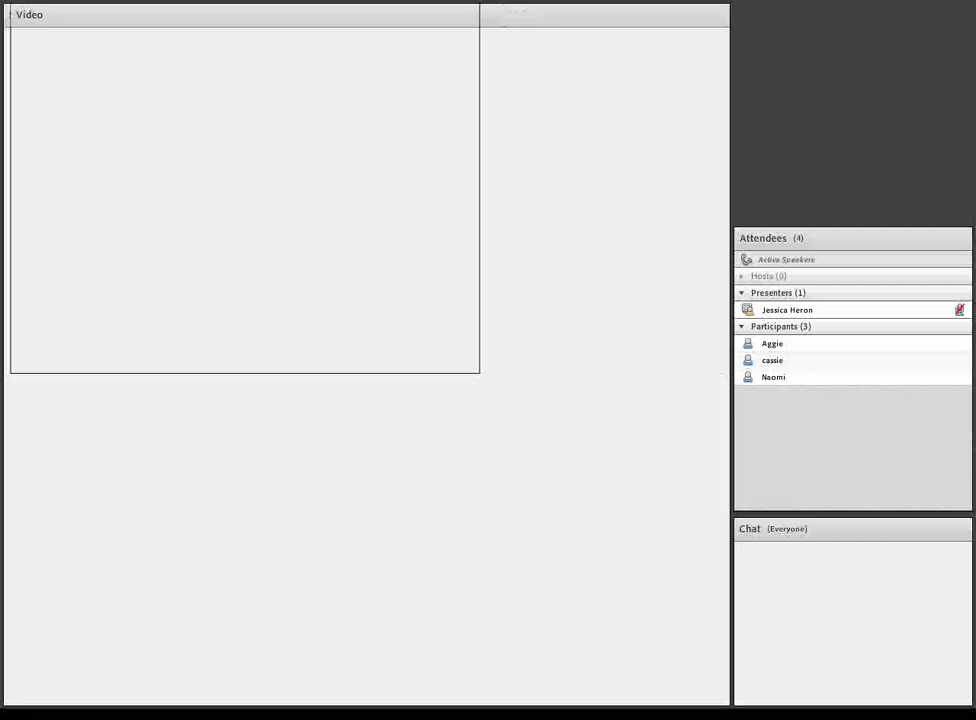 Video
Attendees (4)
Active Speakers
Hosts (0)
Presenters (1)
Jessica Heron
Participants (3)
Aggie
cassie
Naomi
Chat (Everyone)